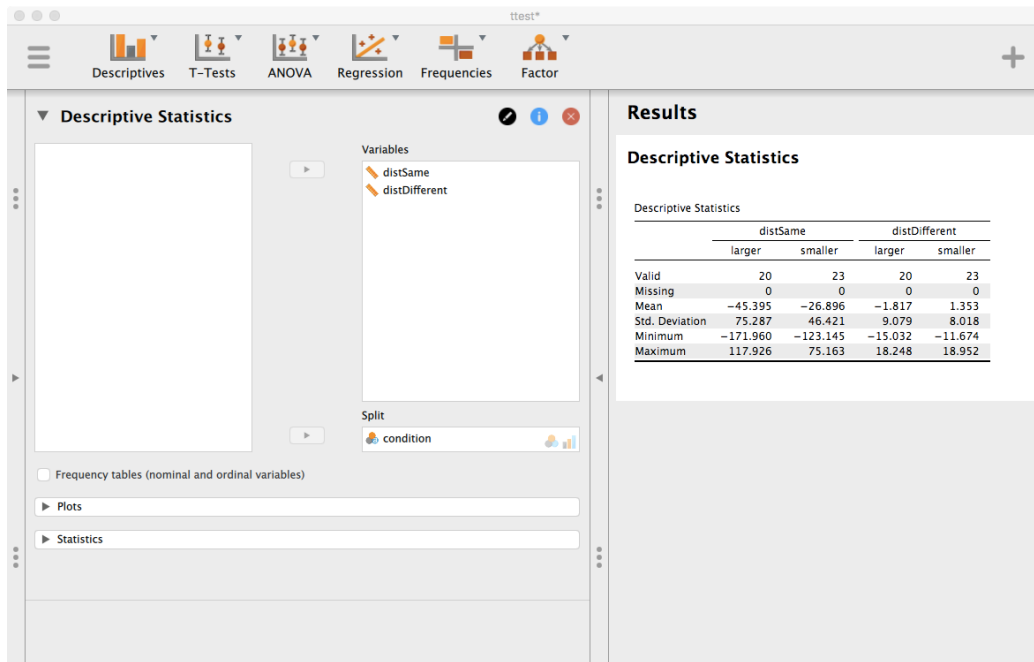 ttest*
Descriptives T-Tests ANOVA Regression Frequencies Factor
Descriptive Statistics
Variables
distSame
distDifferent
Split
condition
Frequency tables (nominal and ordinal variables)
Plots
Statistics
Results
Descriptive Statistics
Descriptive Statistics
distSame distDifferent
larger smaller larger smaller
Valid 20 23 20 23
Missing 0 0 0 0
Mean −45.395 −26.896 −1.817 1.353
Std. Deviation 75.287 46.421 9.079 8.018
Minimum −171.960 −123.145 −15.032 −11.674
Maximum 117.926 75.163 18.248 18.952